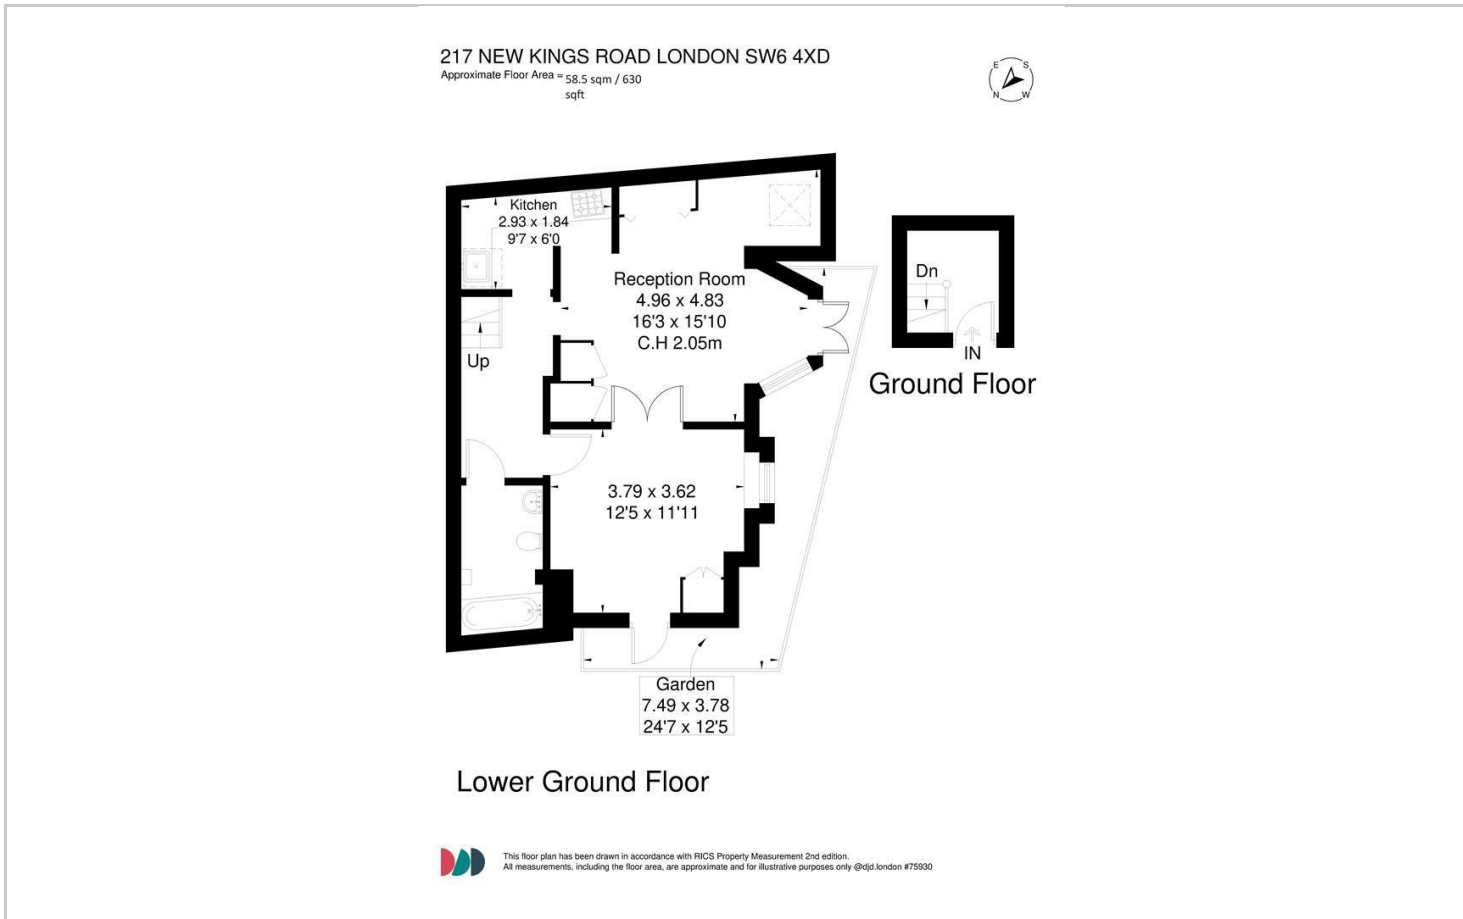 217 NEW KINGS ROAD LONDON SW6 4XD
Approximate Floor Area = 58.5 sqm / 630
sqft
E S
N W
Kitchen
2.93 x 1.84
9'7 x 6'0
Reception Room
4.96 x 4.83
16'3 x 15'10
C.H 2.05m
Up
Dn
IN
Ground Floor
3.79 x 3.62
12'5 x 11'11
Garden
7.49 x 3.78
24'7 x 12'5
Lower Ground Floor
This floor plan has been drawn in accordance with RICS Property Measurement 2nd edition.
All measurements, including the floor area, are approximate and for illustrative purposes only @djd.london #75930